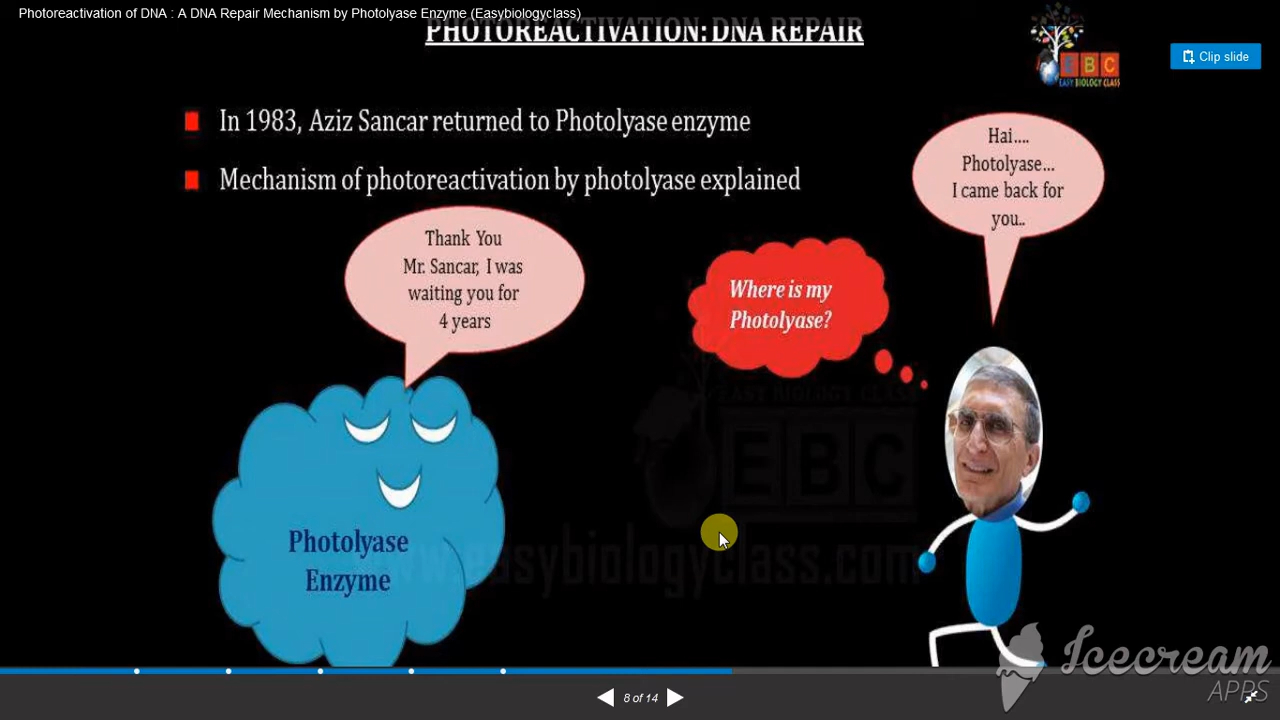 Photoreactivation of DNA : A DNA Repair Mechanism by Photolyase Enzyme (Easybiologyclass)
PHOTOREACTIVATION: DNA REPAIR
E B C
EASY BIOLOGY CLASS
Clip slide
In 1983, Aziz Sancar returned to Photolyase enzyme
Mechanism of photoreactivation by photolyase explained
Hai....
Photolyase...
I came back for
you..
Thank You
Mr. Sancar, I was
waiting you for
4 years
Where is my
Photolyase?
EASY BIOLOGY CLASS
EBC
www.easybiologyclass.com
Photolyase
Enzyme
Icecream
APPS
8 of 14